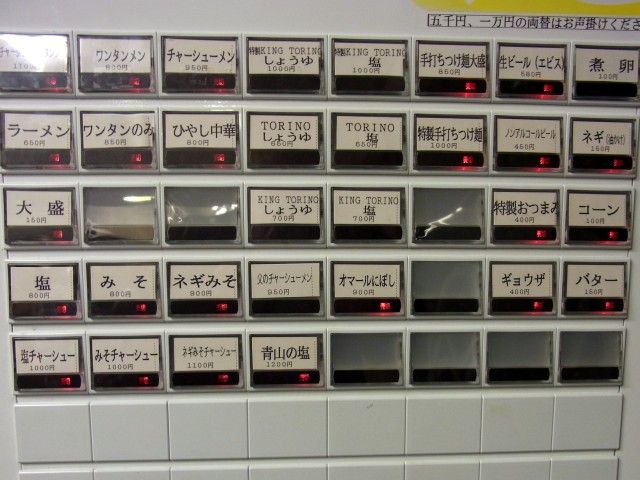 五千円、一万円の両替はお声掛けくださ
ワンタンメン
800円
チャーシューメン
950円
特製KING TORINO
しょうゆ
1000円
特製KING TORINO
塩
1000円
手打ちつけ麺大盛
850円
生ビール(エビス)
580円
煮 卵
100円
ラーメン
650円
ワンタンのみ
650円
ひやし中華
800円
TORINO
しょうゆ
TORINO
塩
特製手打ちつけ麺
ノンアルコールビール
450円
ネギ
150円
大 盛
150円
KING TORINO
しょうゆ
700円
KING TORINO
塩
700円
特製おつまみ
400円
コーン
100円
塩
800円
み そ
800円
ネギみそ
900円
父のチャーシューメン
950円
オマールにぼし
900円
ギョウザ
400円
バター
150円
塩チャーシュー
1000円
みそチャーシュー
1000円
ネギみそチャーシュー
1100円
青山の塩
1200円